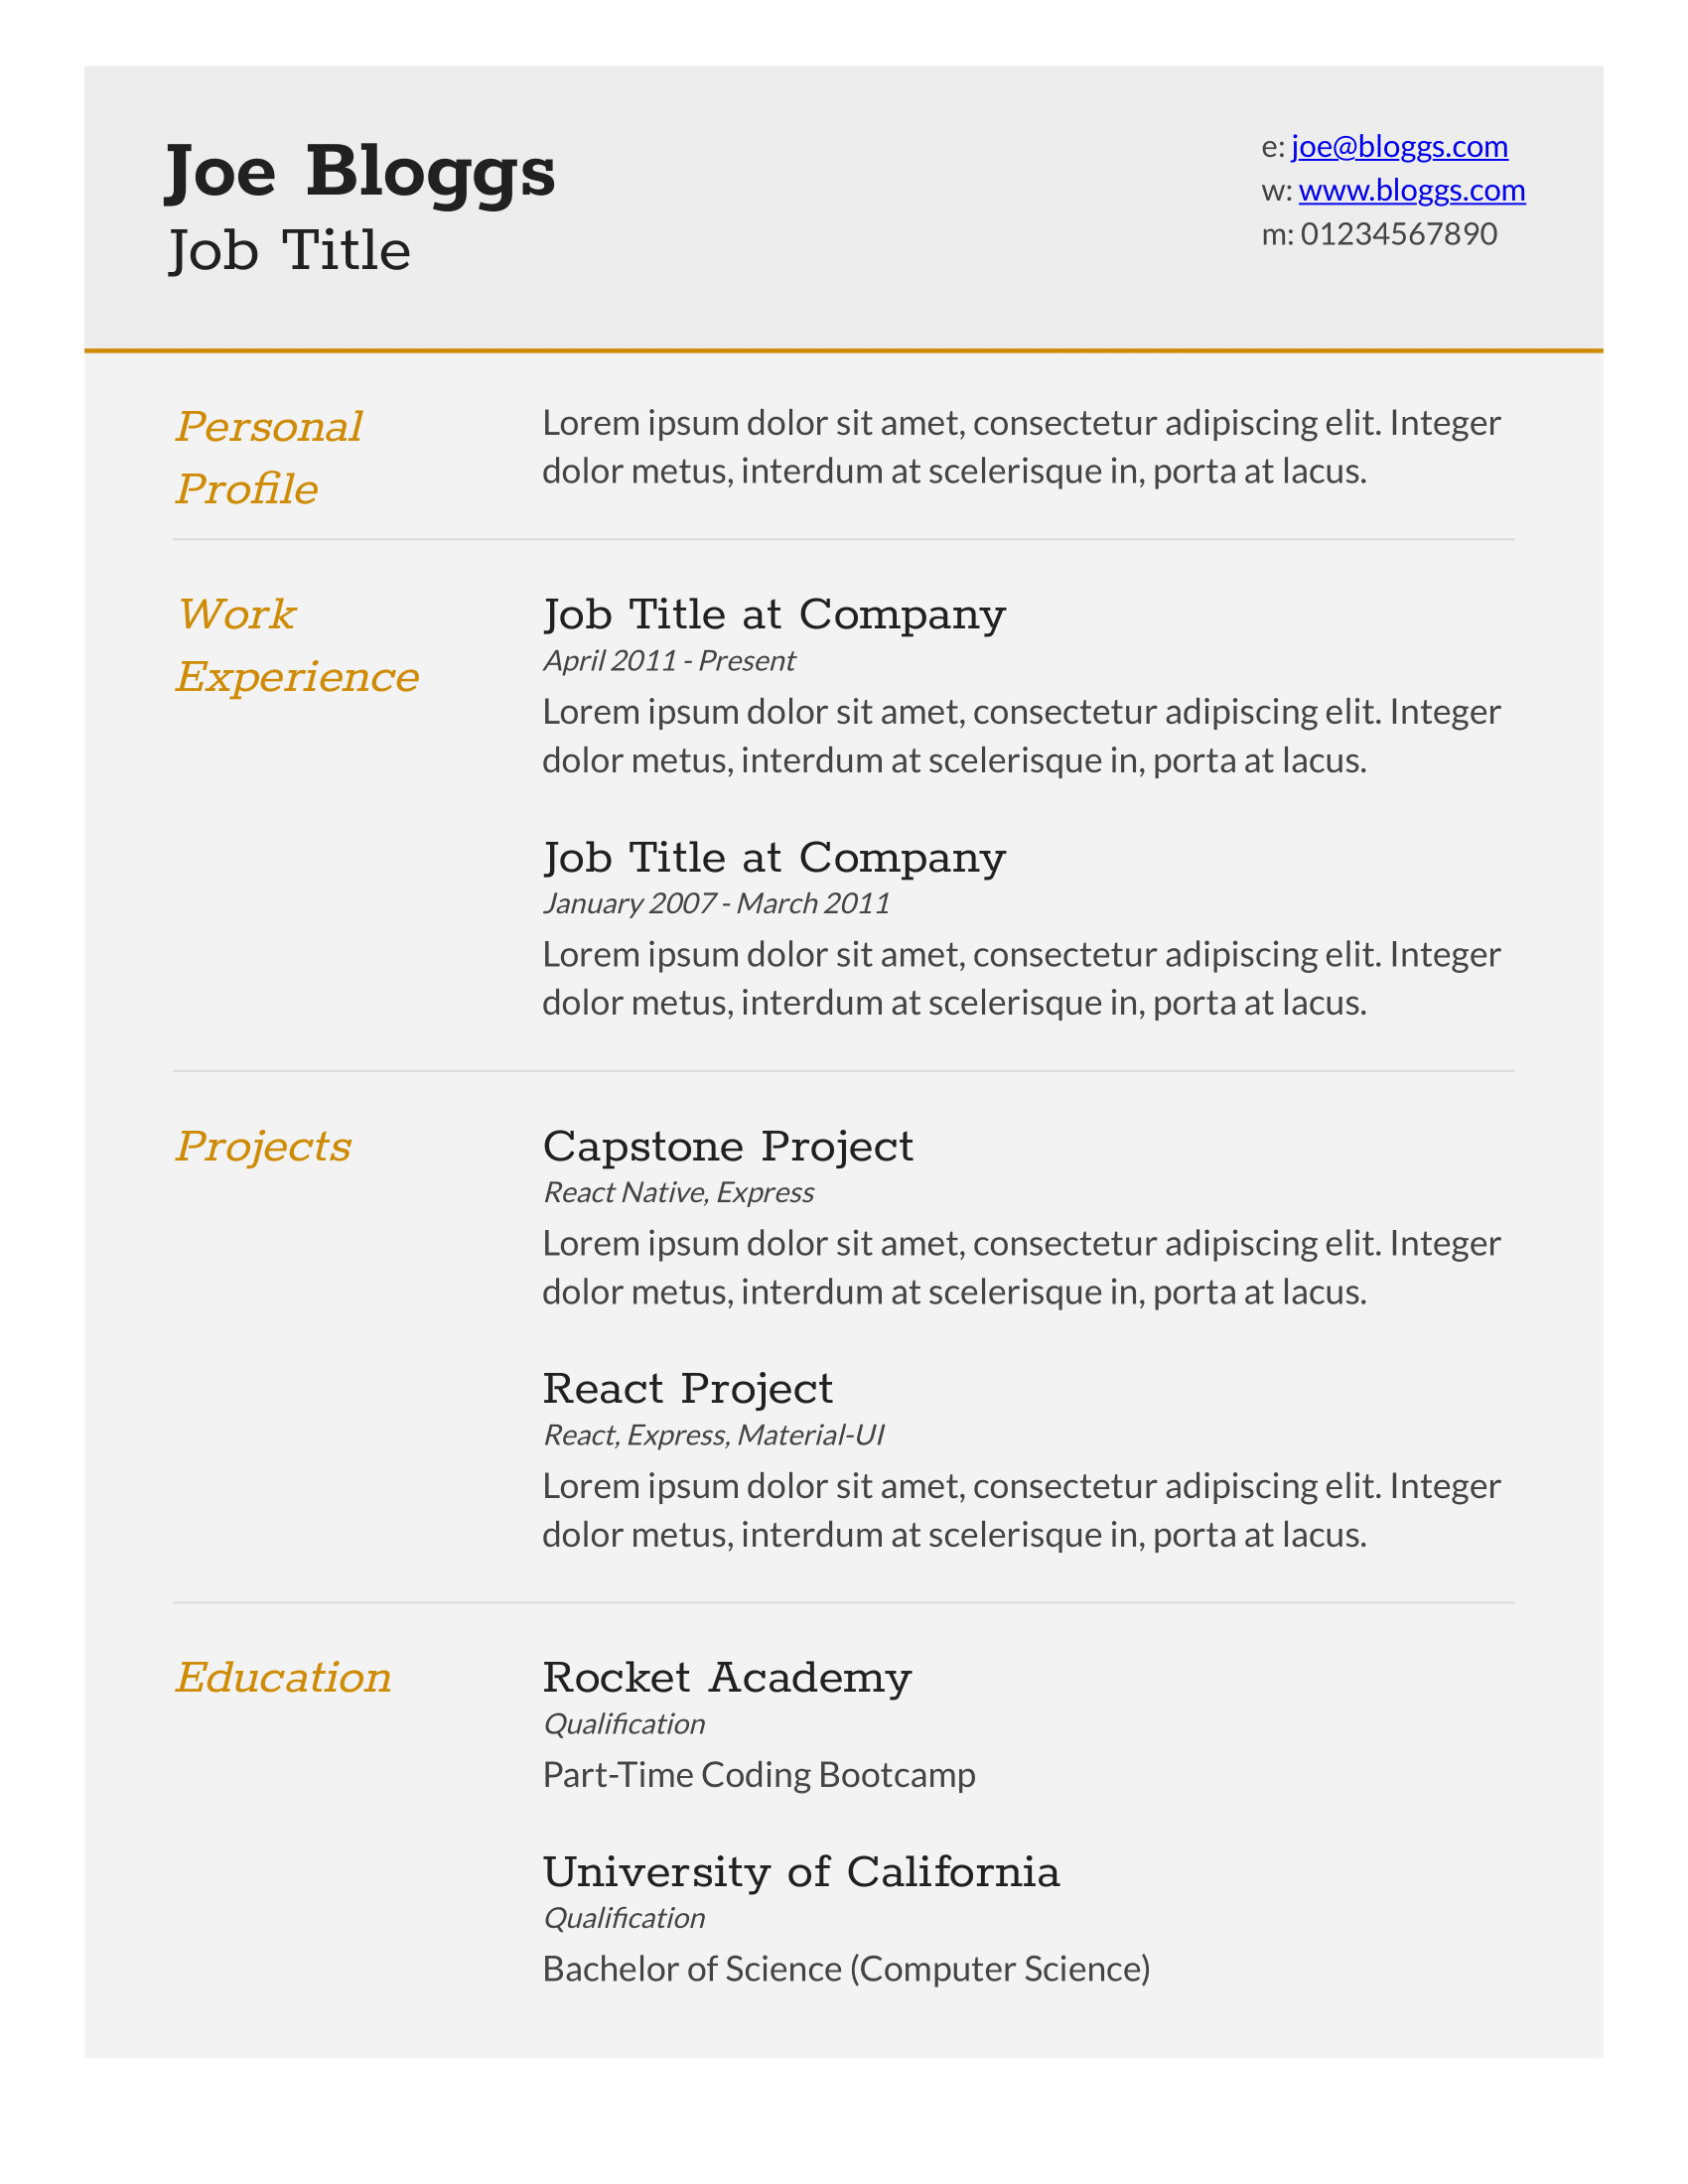 Joe Bloggs
Job Title
e: joe@bloggs.com
w: www.bloggs.com
m: 01234567890
Personal
Profile
Lorem ipsum dolor sit amet, consectetur adipiscing elit. Integer
dolor metus, interdum at scelerisque in, porta at lacus.
Work
Experience
Job Title at Company
April 2011 - Present
Lorem ipsum dolor sit amet, consectetur adipiscing elit. Integer
dolor metus, interdum at scelerisque in, porta at lacus.
Job Title at Company
January 2007 - March 2011
Lorem ipsum dolor sit amet, consectetur adipiscing elit. Integer
dolor metus, interdum at scelerisque in, porta at lacus.
Projects
Capstone Project
React Native, Express
Lorem ipsum dolor sit amet, consectetur adipiscing elit. Integer
dolor metus, interdum at scelerisque in, porta at lacus.
React Project
React, Express, Material-UI
Lorem ipsum dolor sit amet, consectetur adipiscing elit. Integer
dolor metus, interdum at scelerisque in, porta at lacus.
Education
Rocket Academy
Qualification
Part-Time Coding Bootcamp
University of California
Qualification
Bachelor of Science (Computer Science)